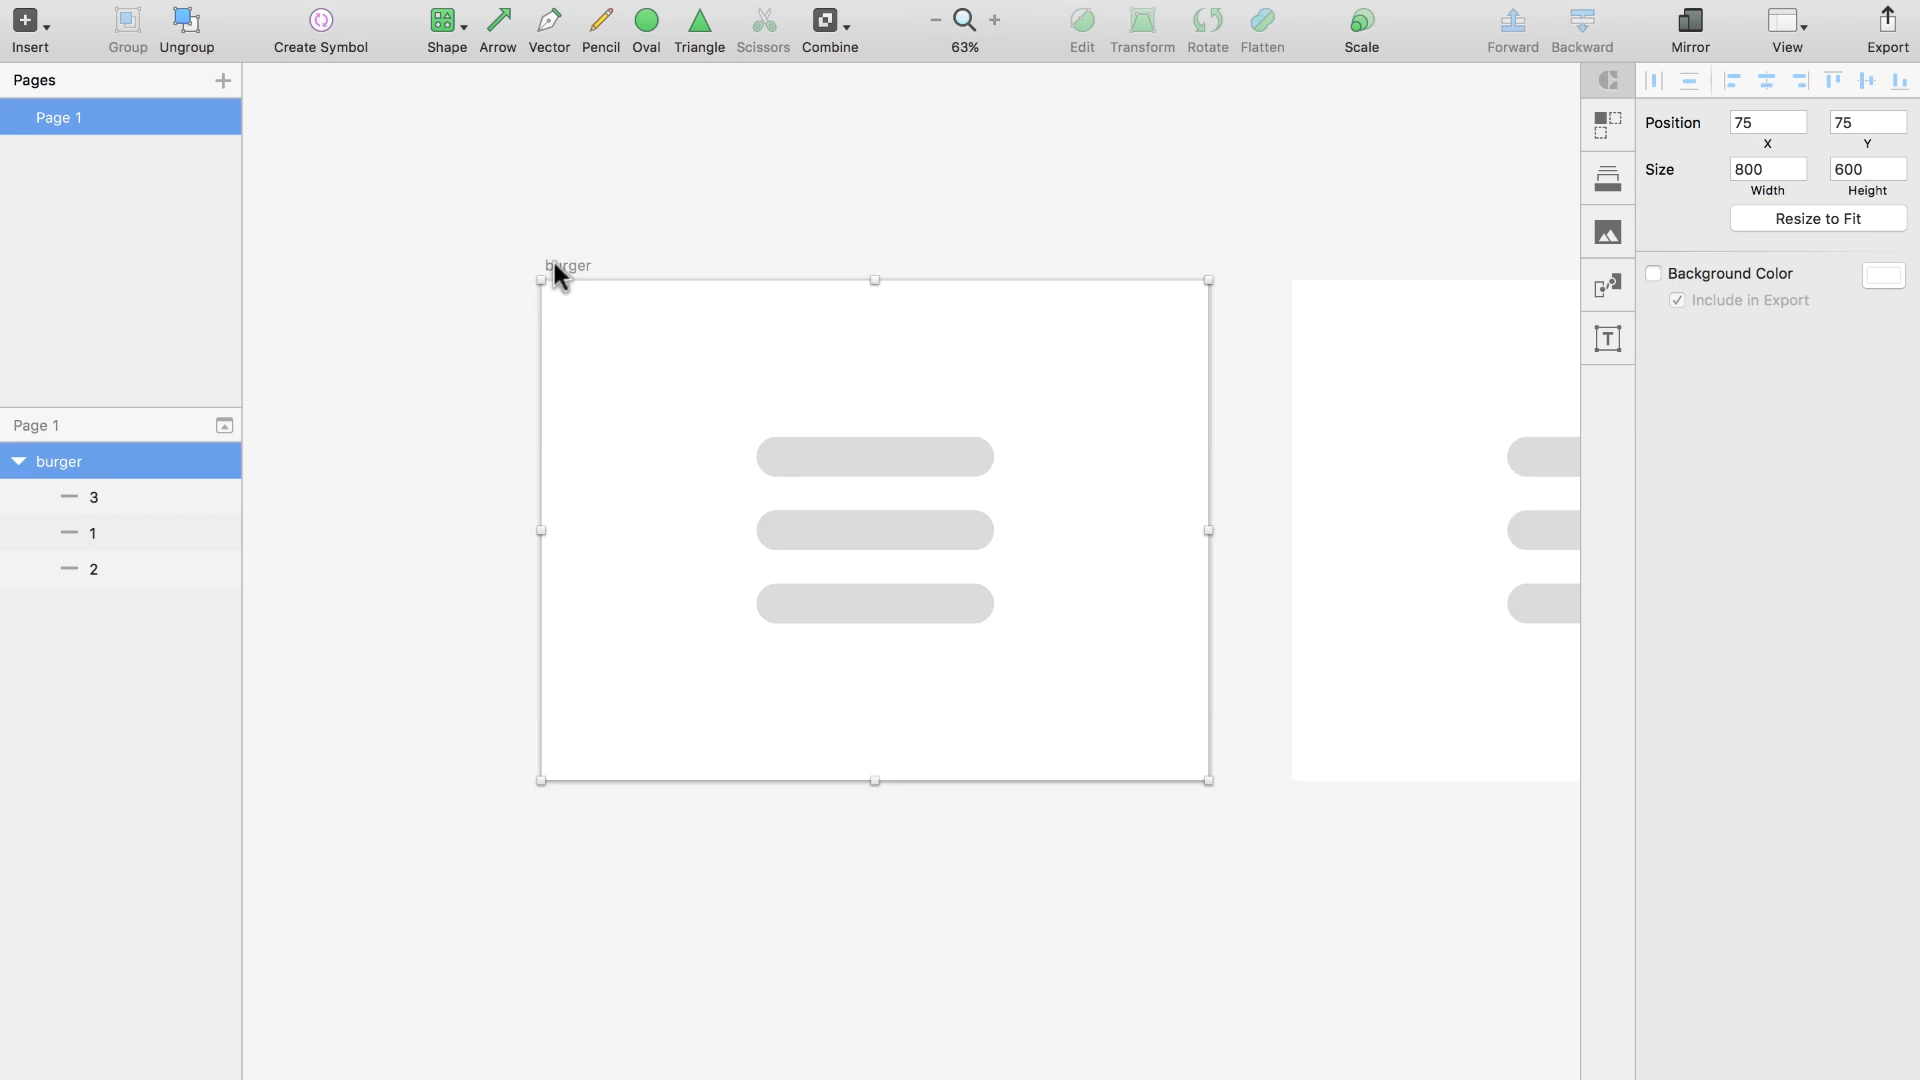 Insert
Group
Ungroup
Create Symbol
Shape
Arrow
Vector
Pencil
Oval
Triangle
Scissors
Combine
63%
Edit
Transform
Rotate
Flatten
Scale
Forward
Backward
Mirror
View
Export
Pages
Page 1
Page 1
burger
3
1
2
burger
Position 75 75
X Y
Size 800 600
Width Height
Resize to Fit
Background Color
Include in Export
T